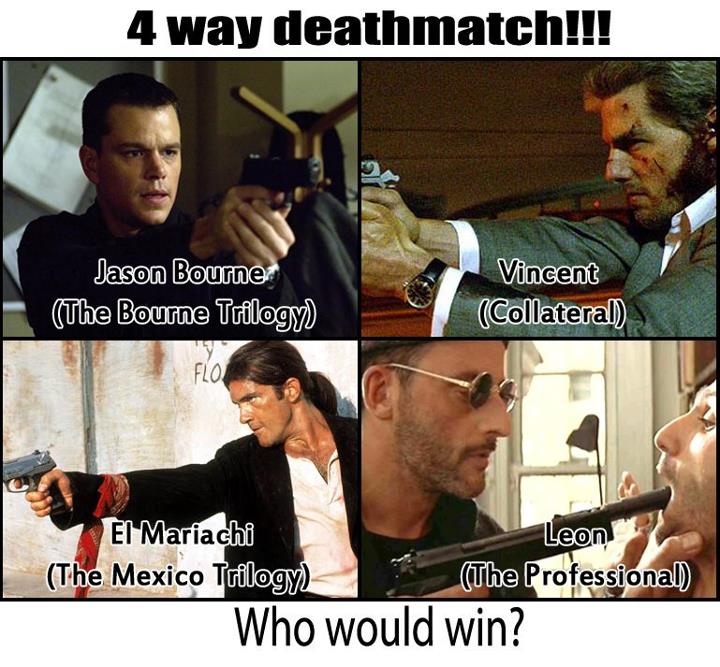 4 way deathmatch!!!
Jason Bourne
(The Bourne Trilogy)
Vincent
(Collateral)
FLO
El Mariachi
(The Mexico Trilogy)
Leon
(The Professional)
Who would win?